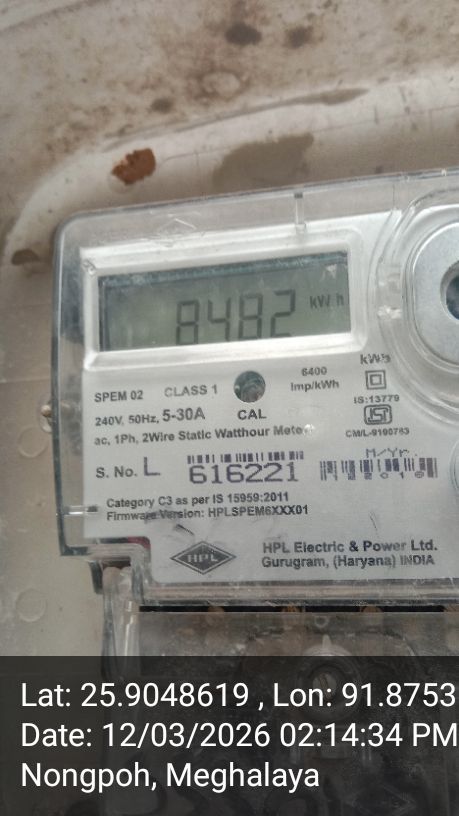 8482 kWh
SPEM 02 CLASS 1 6400 imp/kWh
240V, 50Hz, 5-30A CAL IS:13779
ac, 1Ph, 2Wire Static Watthour Meter
S. No. L 616221 M/Yr.
Category C3 as per IS 15959:2011
Firmware Version: HPLSPEM6XXX01
HPL
HPL Electric & Power Ltd.
Gurugram, (Haryana) INDIA
Lat: 25.9048619 , Lon: 91.8753
Date: 12/03/2026 02:14:34 PM
Nongpoh, Meghalaya